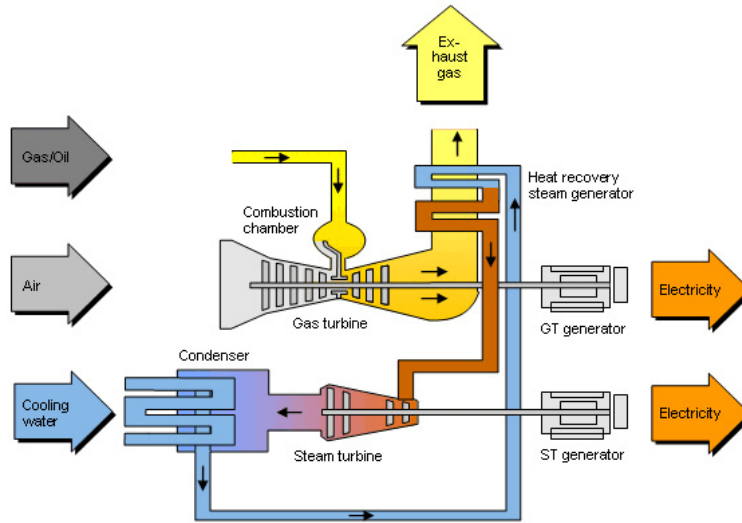 Ex-
haust
gas
Gas/Oil
Heat recovery
steam generator
Combustion
chamber
Air
Electricity
Gas turbine
GT generator
Condenser
Cooling
water
Electricity
Steam turbine
ST generator